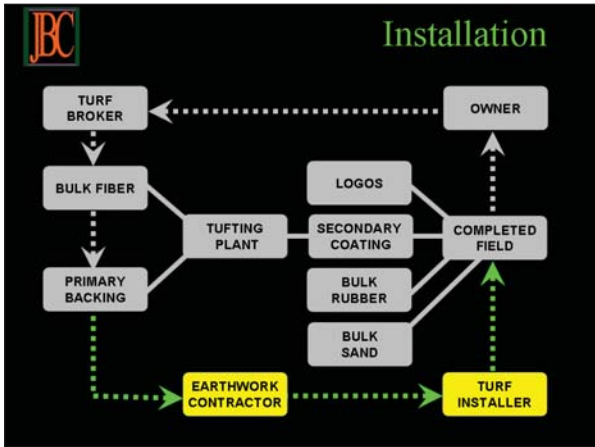 JBC
Installation
TURF
BROKER
OWNER
BULK FIBER
LOGOS
TUFTING
PLANT
SECONDARY
COATING
COMPLETED
FIELD
PRIMARY
BACKING
BULK
RUBBER
BULK
SAND
EARTHWORK
CONTRACTOR
TURF
INSTALLER